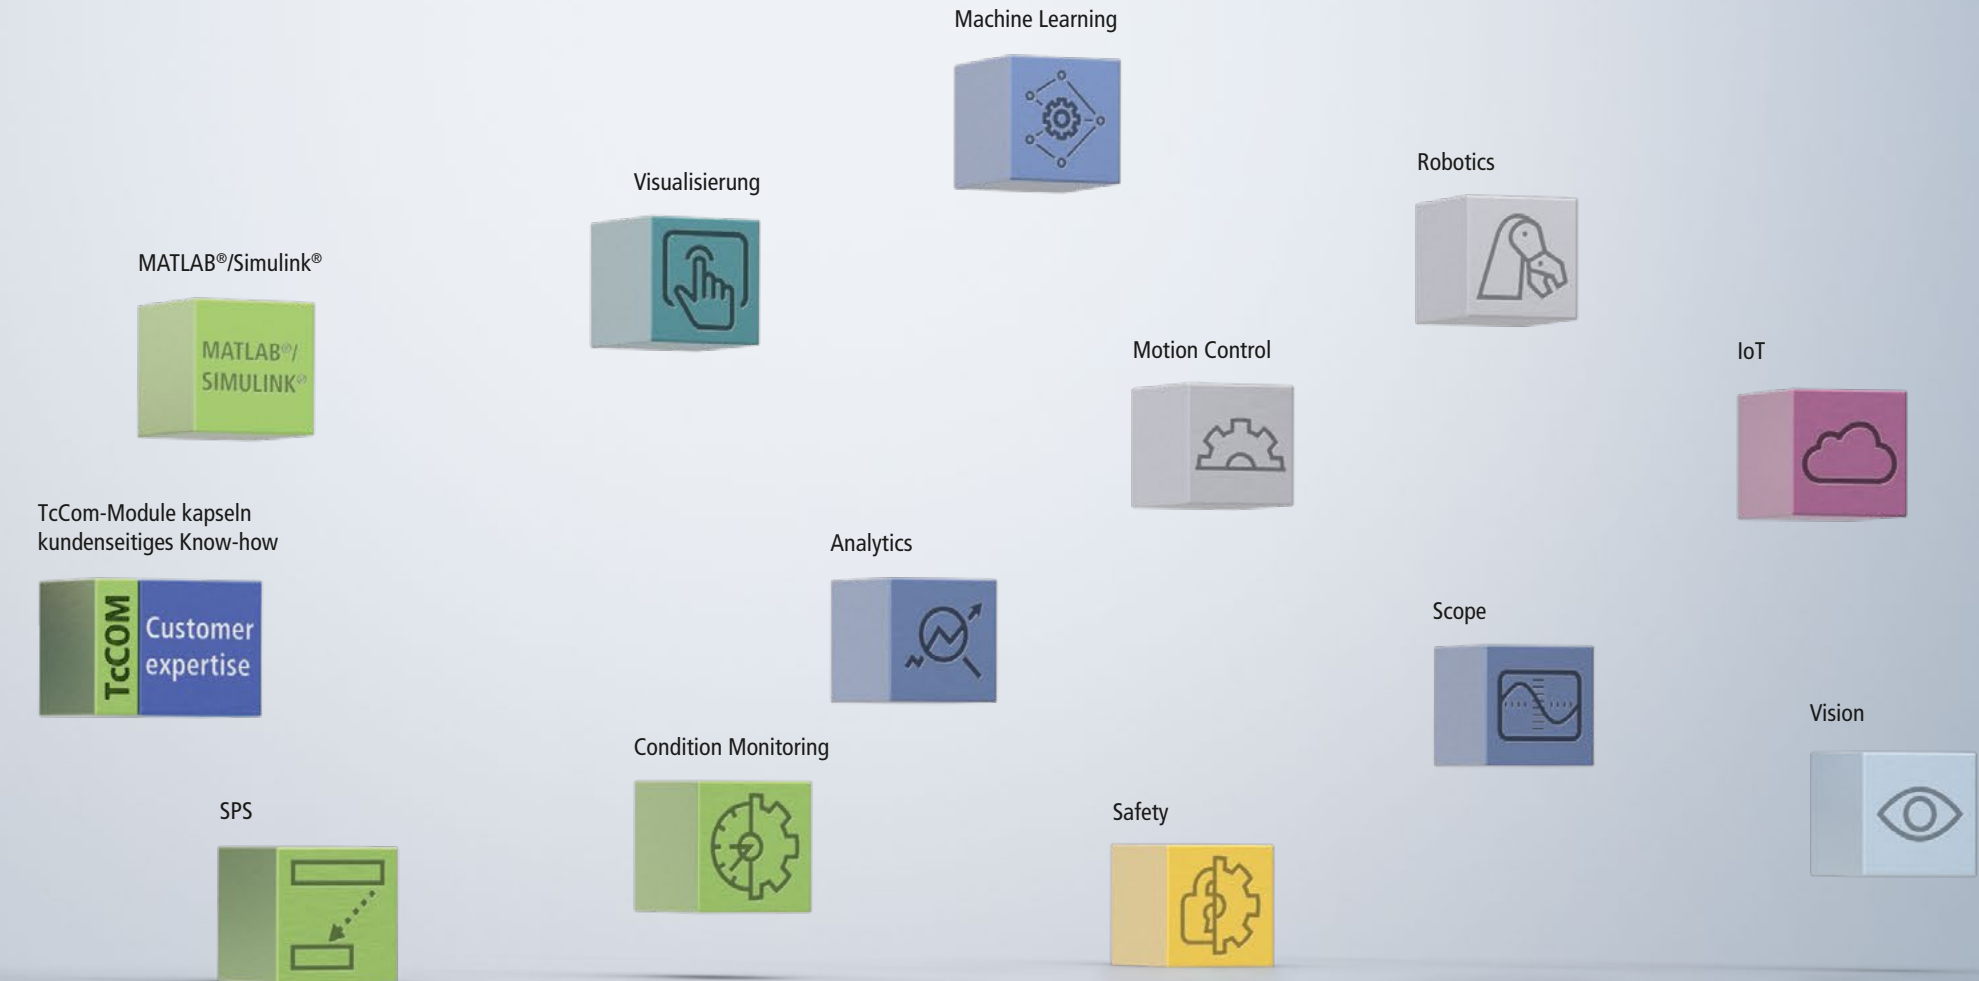 Machine Learning
Robotics
Visualisierung
MATLAB®/Simulink®
MATLAB®/
SIMULINK®
Motion Control
IoT
TcCom-Module kapseln
kundenseitiges Know-how
TcCOM
Customer
expertise
Analytics
Scope
Vision
Condition Monitoring
SPS
Safety